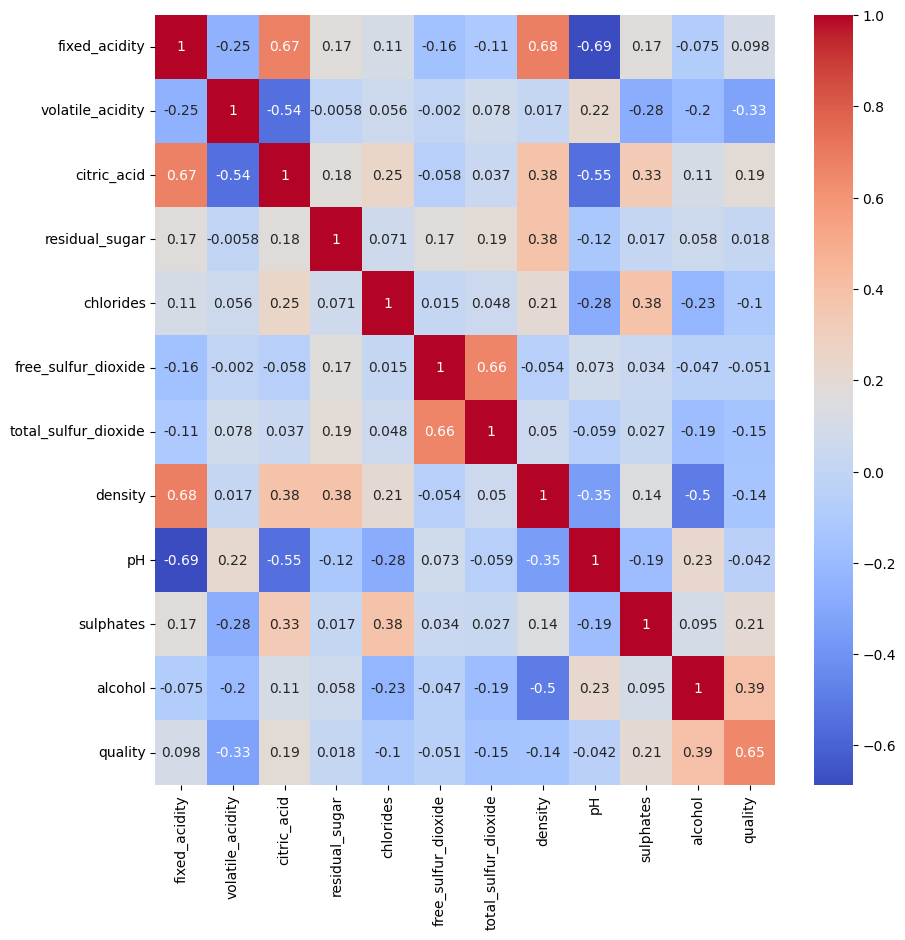 fixed_acidity 1 -0.25 0.67 0.17 0.11 -0.16 -0.11 0.68 -0.69 0.17 -0.075 0.098
volatile_acidity -0.25 1 -0.54 -0.0058 0.056 -0.002 0.078 0.017 0.22 -0.28 -0.2 -0.33
citric_acid 0.67 -0.54 1 0.18 0.25 -0.058 0.037 0.38 -0.55 0.33 0.11 0.19
residual_sugar 0.17 -0.0058 0.18 1 0.071 0.17 0.19 0.38 -0.12 0.017 0.058 0.018
chlorides 0.11 0.056 0.25 0.071 1 0.015 0.048 0.21 -0.28 0.38 -0.23 -0.1
free_sulfur_dioxide -0.16 -0.002 -0.058 0.17 0.015 1 0.66 -0.054 0.073 0.034 -0.047 -0.051
total_sulfur_dioxide -0.11 0.078 0.037 0.19 0.048 0.66 1 0.05 -0.059 0.027 -0.19 -0.15
density 0.68 0.017 0.38 0.38 0.21 -0.054 0.05 1 -0.35 0.14 -0.5 -0.14
pH -0.69 0.22 -0.55 -0.12 -0.28 0.073 -0.059 -0.35 1 -0.19 0.23 -0.042
sulphates 0.17 -0.28 0.33 0.017 0.38 0.034 0.027 0.14 -0.19 1 0.095 0.21
alcohol -0.075 -0.2 0.11 0.058 -0.23 -0.047 -0.19 -0.5 0.23 0.095 1 0.39
quality 0.098 -0.33 0.19 0.018 -0.1 -0.051 -0.15 -0.14 -0.042 0.21 0.39 0.65
fixed_acidity
volatile_acidity
citric_acid
residual_sugar
chlorides
free_sulfur_dioxide
total_sulfur_dioxide
density
pH
sulphates
alcohol
quality
1.0
0.8
0.6
0.4
0.2
0.0
-0.2
-0.4
-0.6